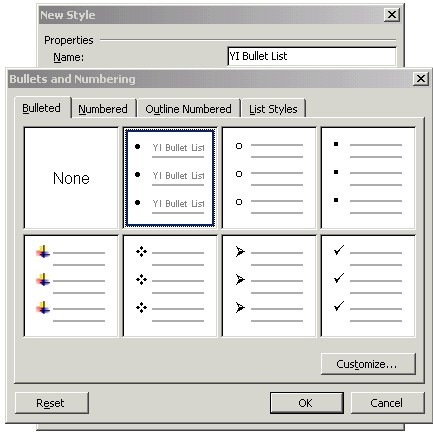 New Style
Properties
Name: YI Bullet List
Bullets and Numbering
Bulleted Numbered Outline Numbered List Styles
None
YI Bullet List
YI Bullet List
YI Bullet List
Customize...
Reset OK Cancel